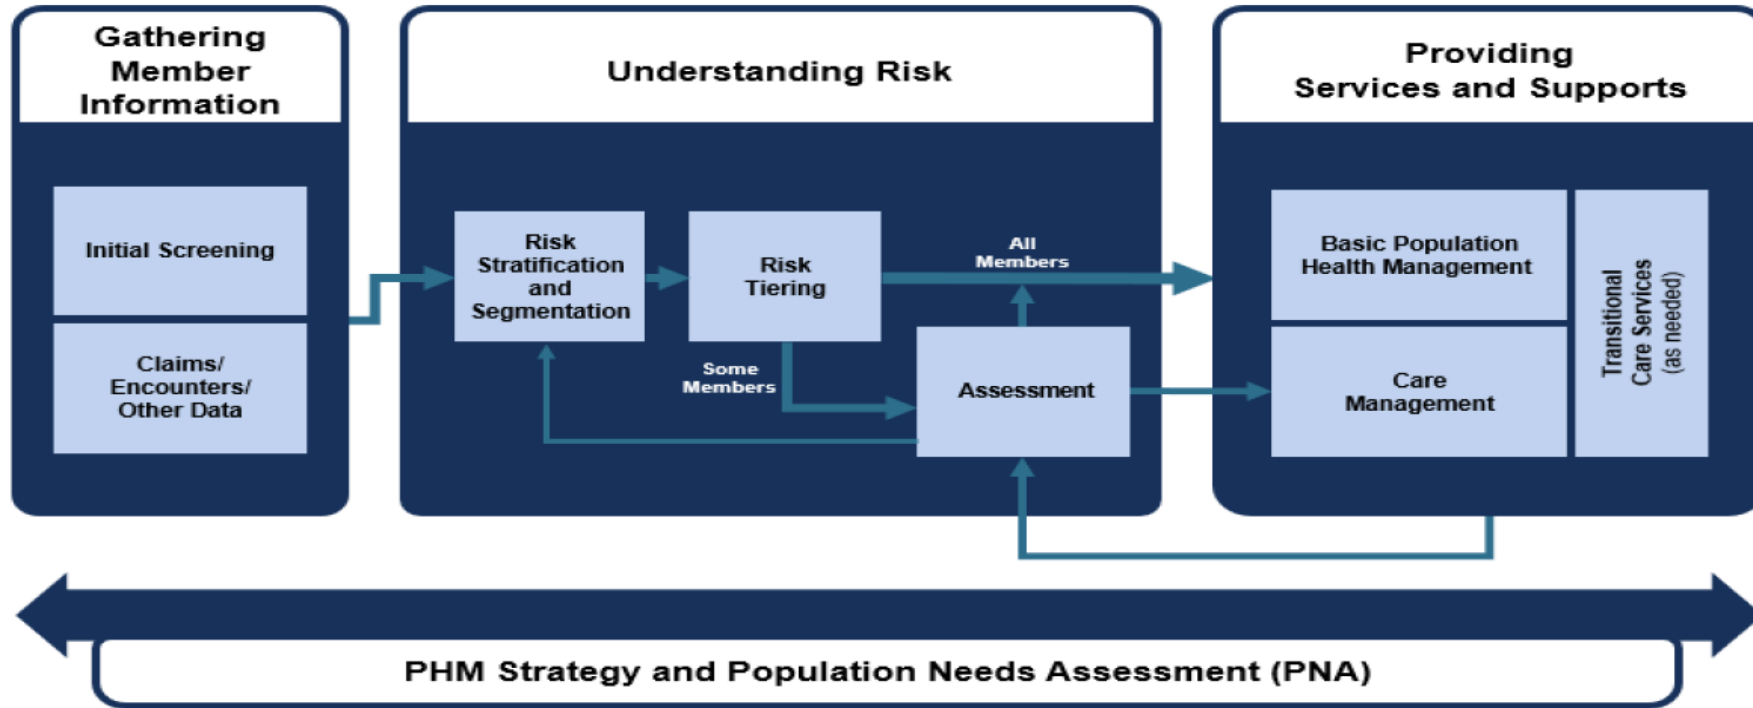 Gathering
Member
Information
Initial Screening
Claims/
Encounters/
Other Data
Understanding Risk
Risk
Stratification
and
Segmentation
Risk
Tiering
All
Members
Some
Members
Assessment
Providing
Services and Supports
Basic Population
Health Management
Care
Management
Transitional
Care Services
(as needed)
PHM Strategy and Population Needs Assessment (PNA)